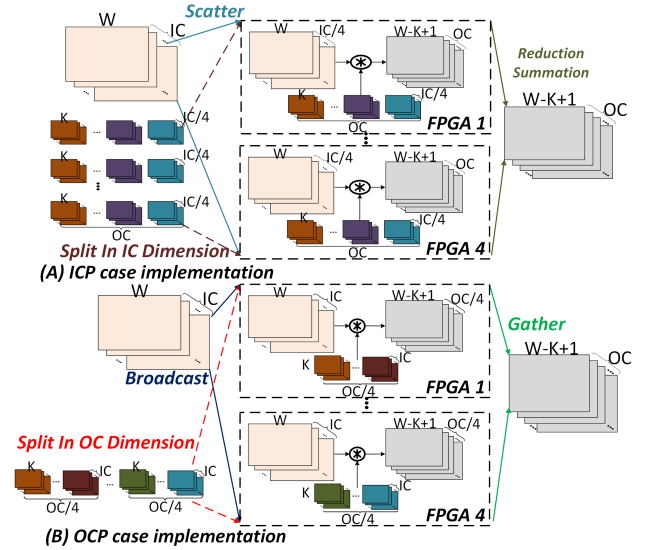 W
IC
Scatter
W
IC/4
W-K+1
OC
K
...
IC/4
OC
FPGA 1
Reduction
Summation
W-K+1
OC
K
...
IC/4
K
...
IC/4
K
...
IC/4
OC
W
IC/4
W-K+1
OC
K
...
IC/4
OC
FPGA 4
Split In IC Dimension
(A) ICP case implementation
W
IC
Broadcast
W
IC
W-K+1
OC/4
K
...
IC
OC/4
FPGA 1
Gather
W-K+1
OC
Split In OC Dimension
K
...
IC
K
...
IC
OC/4
OC/4
W
IC
W-K+1
OC/4
K
...
IC
OC/4
FPGA 4
(B) OCP case implementation